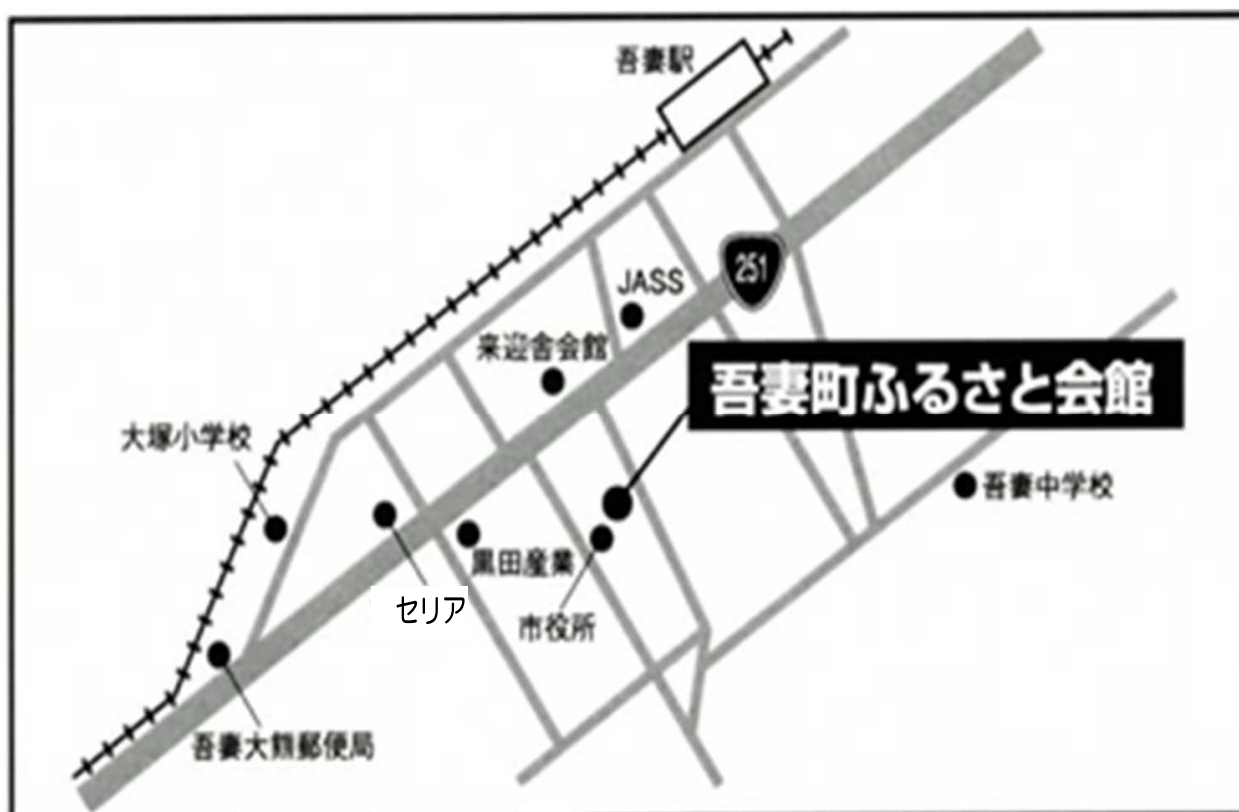 吾妻駅
251
JASS
来迎舎会館
吾妻町ふるさと会館
大塚小学校
吾妻中学校
黒田産業
セリア
市役所
吾妻大熊郵便局